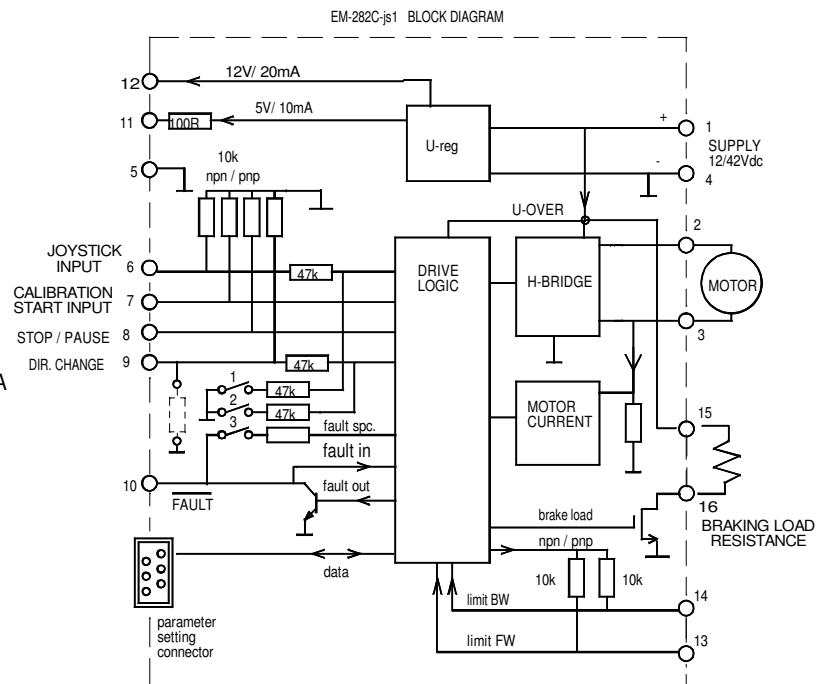 EM-282C-js1 BLOCK DIAGRAM
12
12V/ 20mA
11
100R
5V/ 10mA
U-reg
+
1
SUPPLY
12/42Vdc
-
4
5
10k
npn / pnp
U-OVER
2
JOYSTICK
INPUT
6
47k
DRIVE
LOGIC
H-BRIDGE
MOTOR
CALIBRATION
START INPUT
7
3
STOP / PAUSE
8
DIR. CHANGE
9
47k
A
1
47k
2
47k
3
fault spc.
MOTOR
CURRENT
15
fault in
10
FAULT
fault out
16
BRAKING LOAD
RESISTANCE
brake load
npn / pnp
data
10k
10k
limit BW
14
limit FW
13
parameter
setting
connector